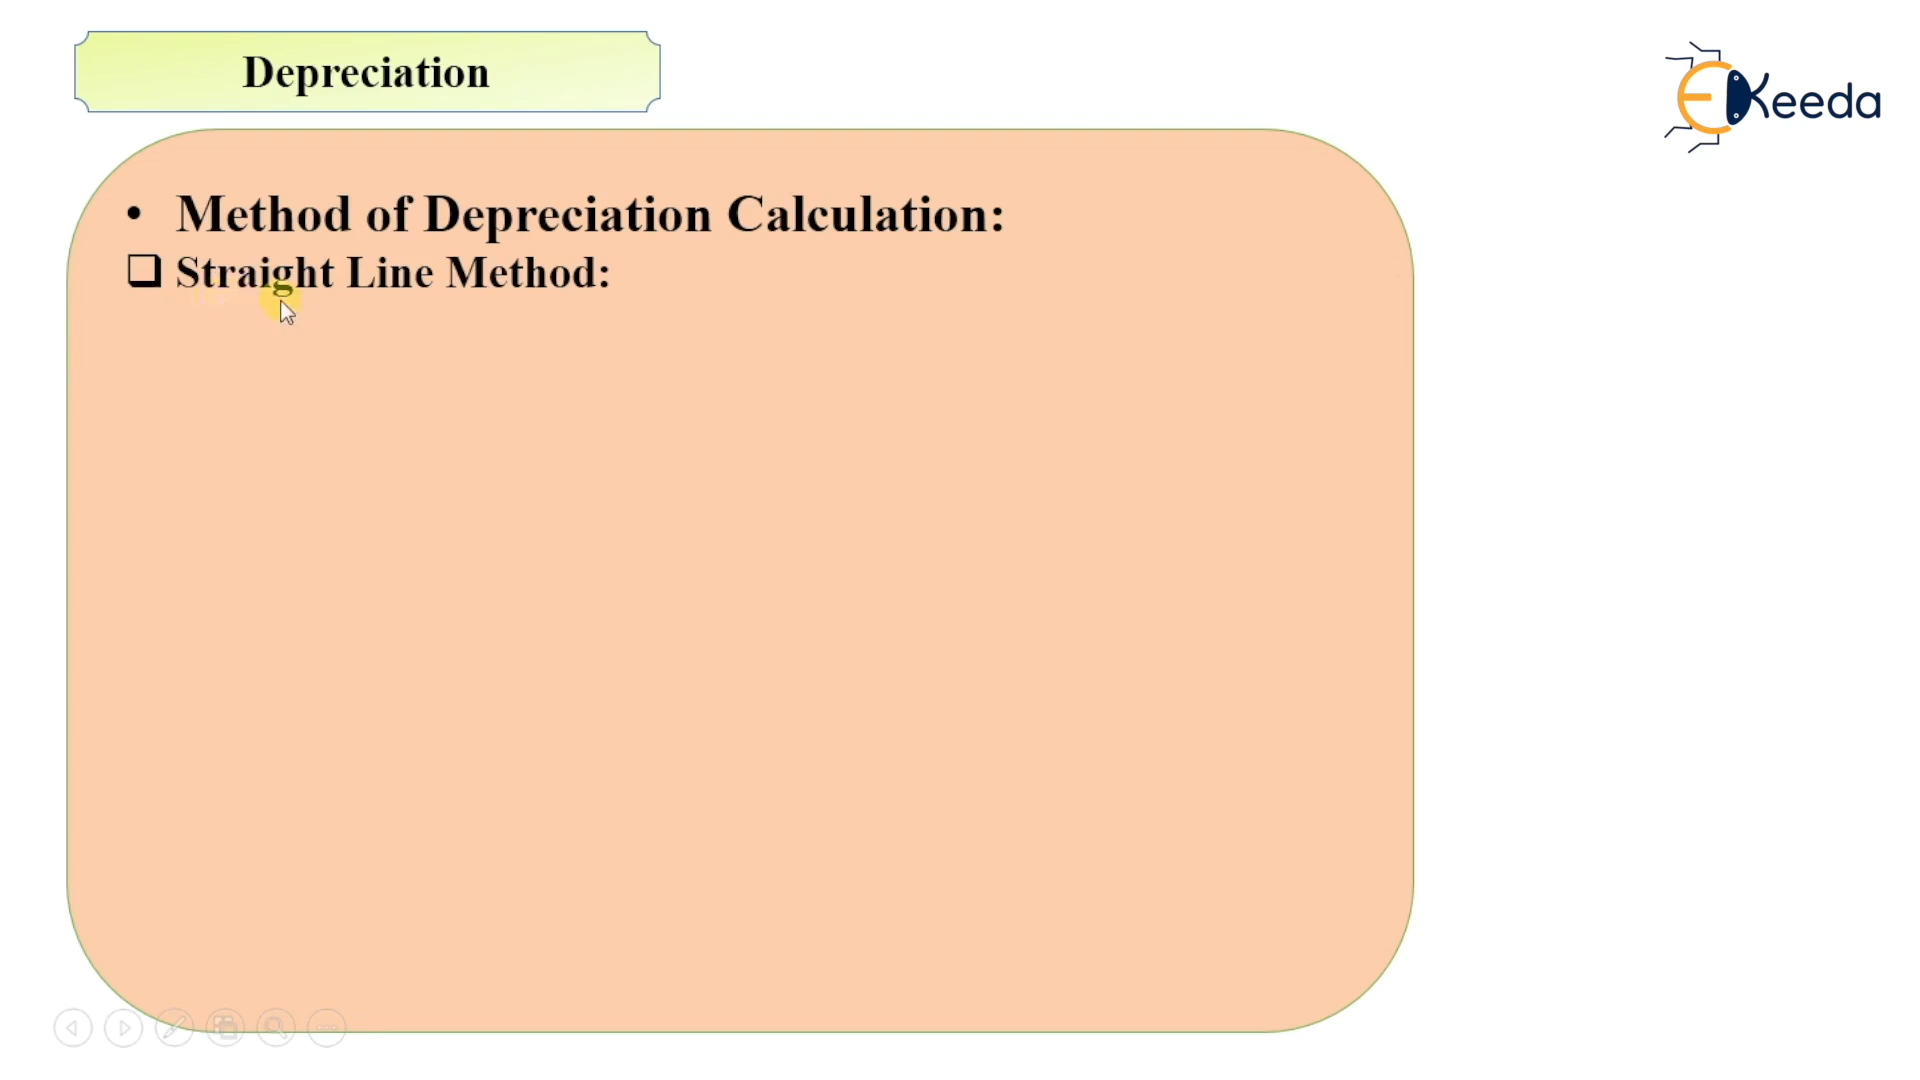 Depreciation
EKeeda
• Method of Depreciation Calculation:
❑ Straight Line Method: